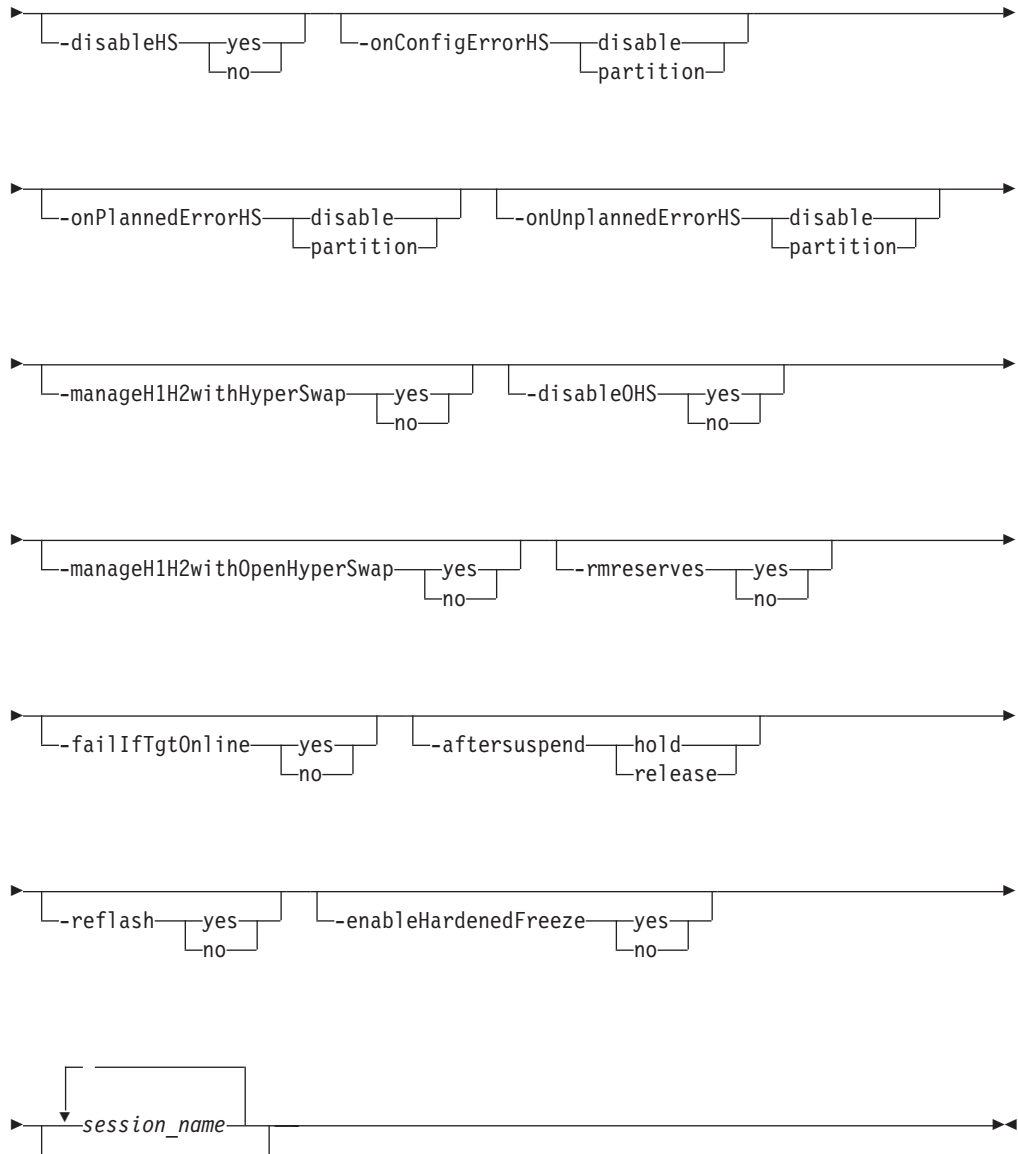 -disableHS yes -onConfigErrorHS disable
no partition
-onPlannedErrorHS disable -onUnplannedErrorHS disable
partition partition
-manageH1H2withHyperSwap yes -disableOHS yes
no no
-manageH1H2withOpenHyperSwap yes -rmreserves yes
no no
-failIfTgtOnline yes -aftersuspend hold
no release
-reflash yes -enableHardenedFreeze yes
no no
session_name